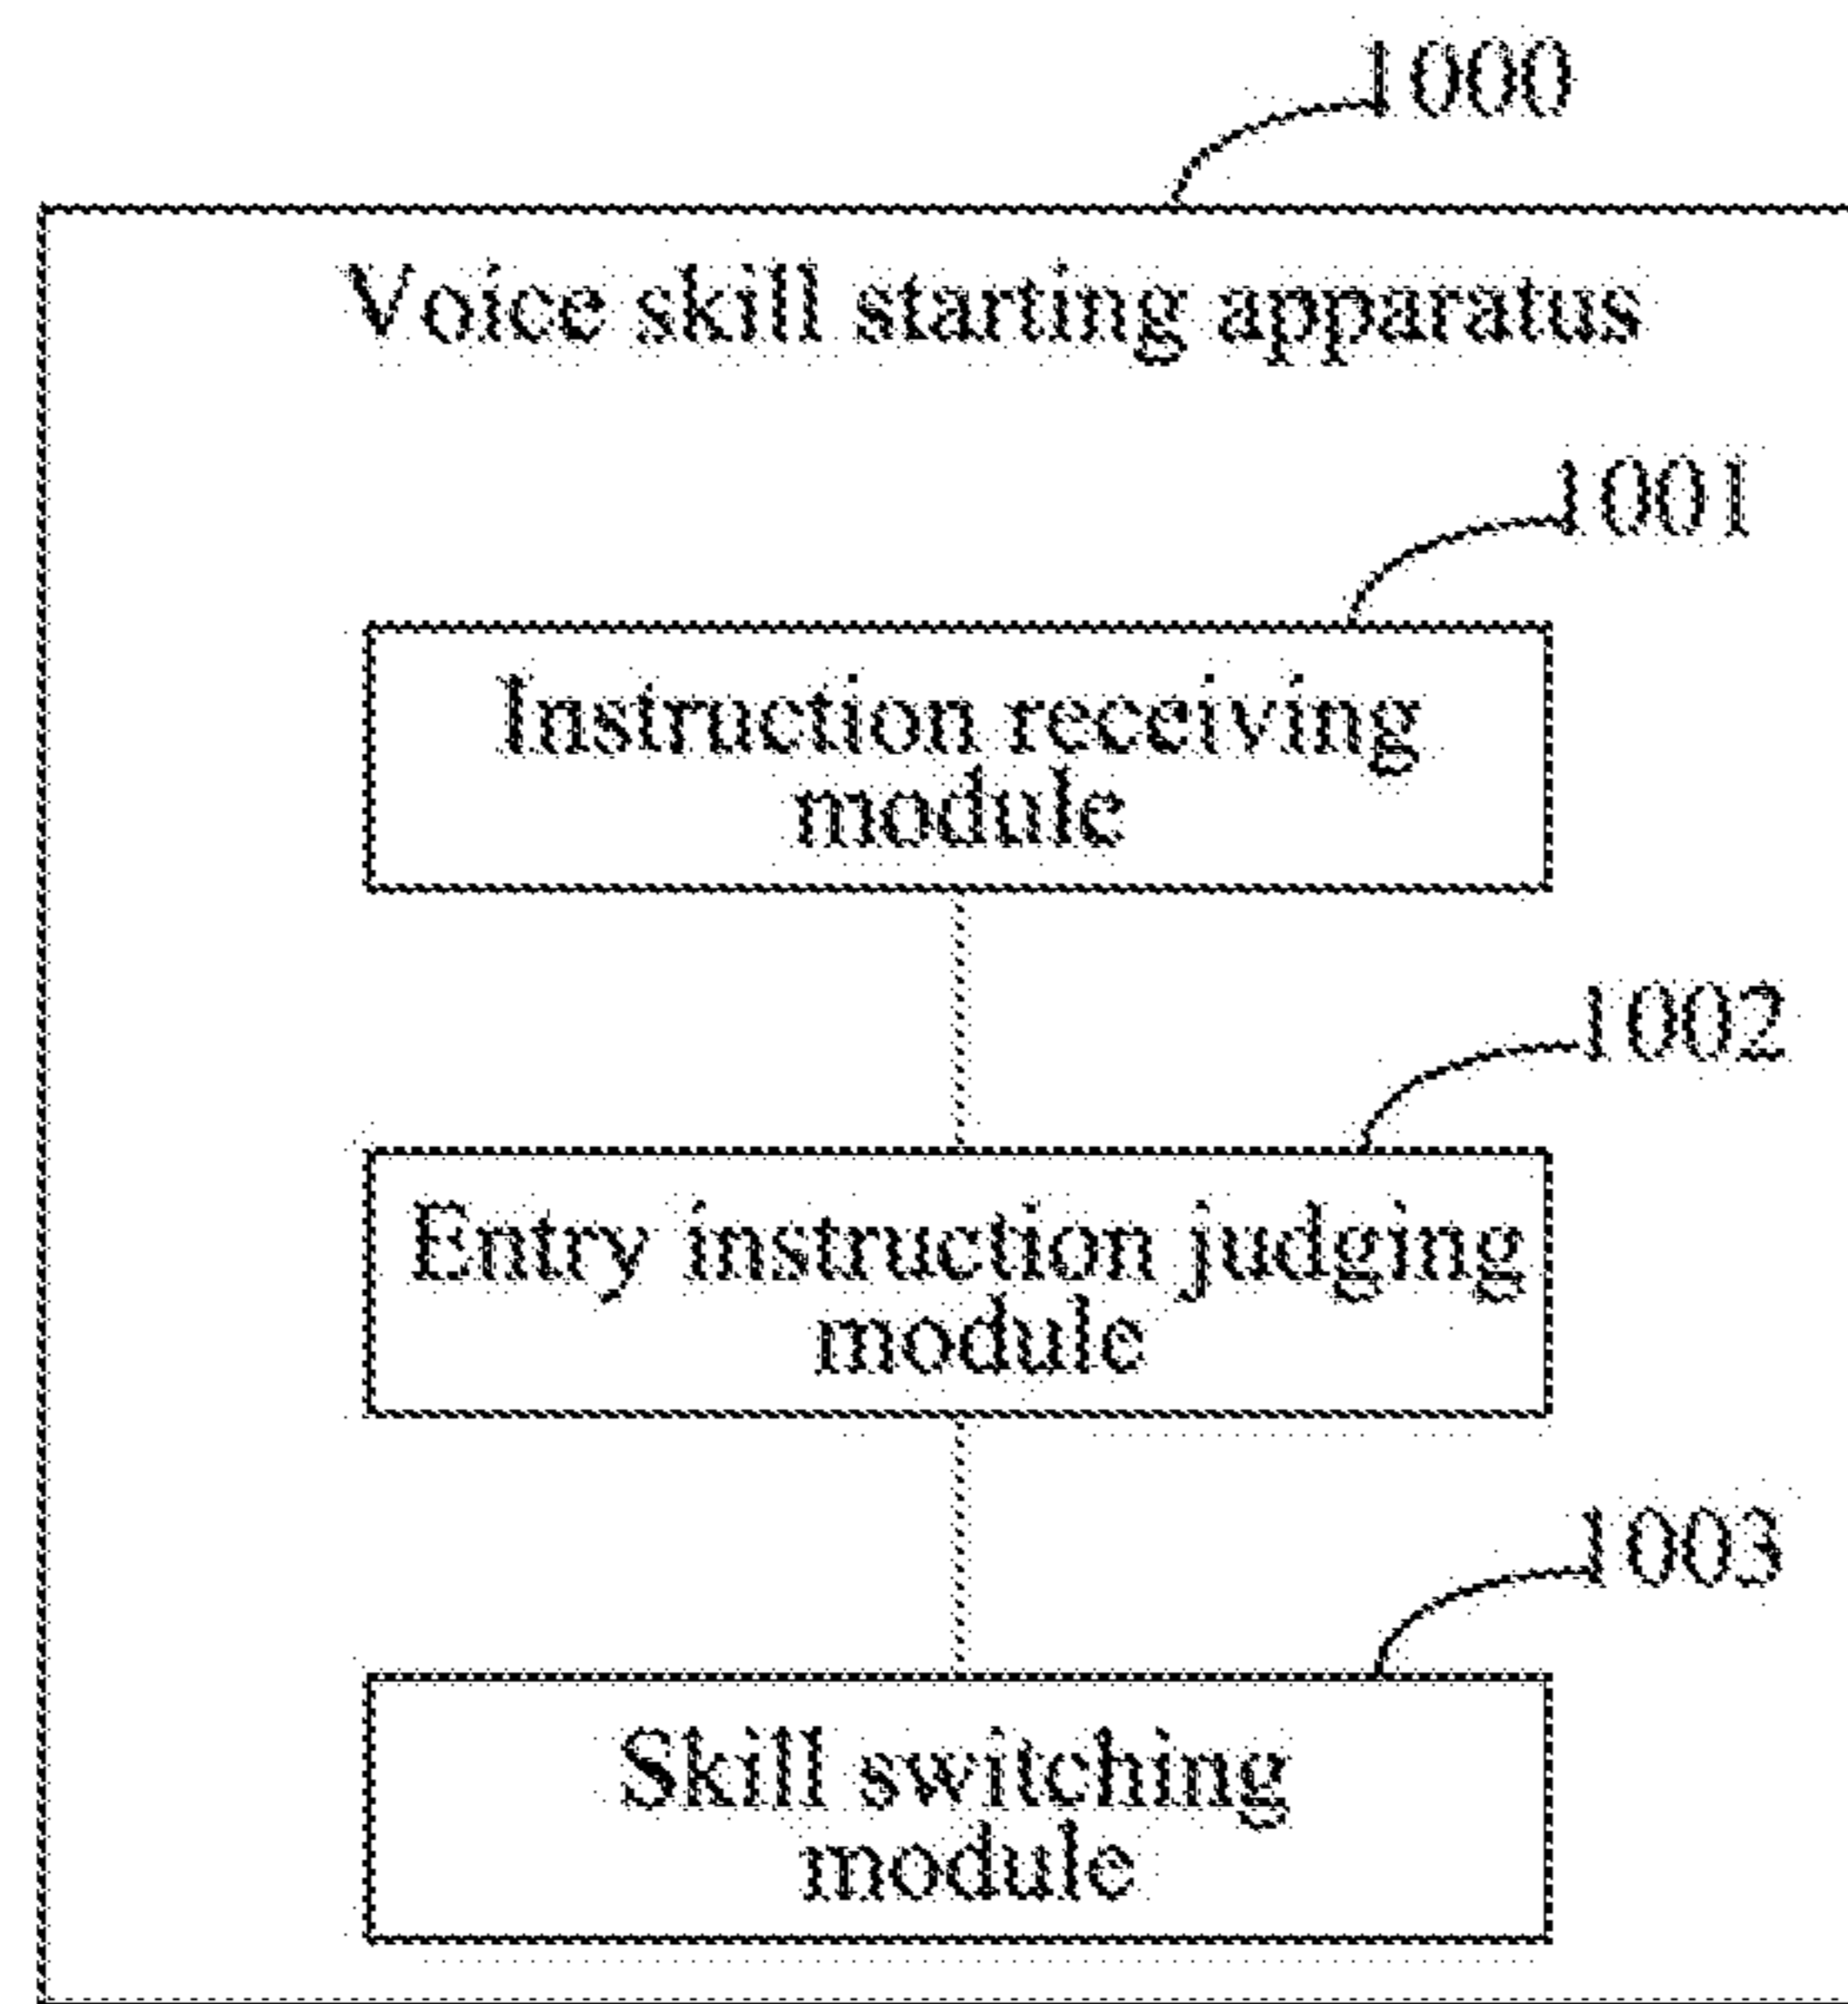 1000
Voice skill starting apparatus
1001
Instruction receiving
module
1002
Entry instruction judging
module
1003
Skill switching
module